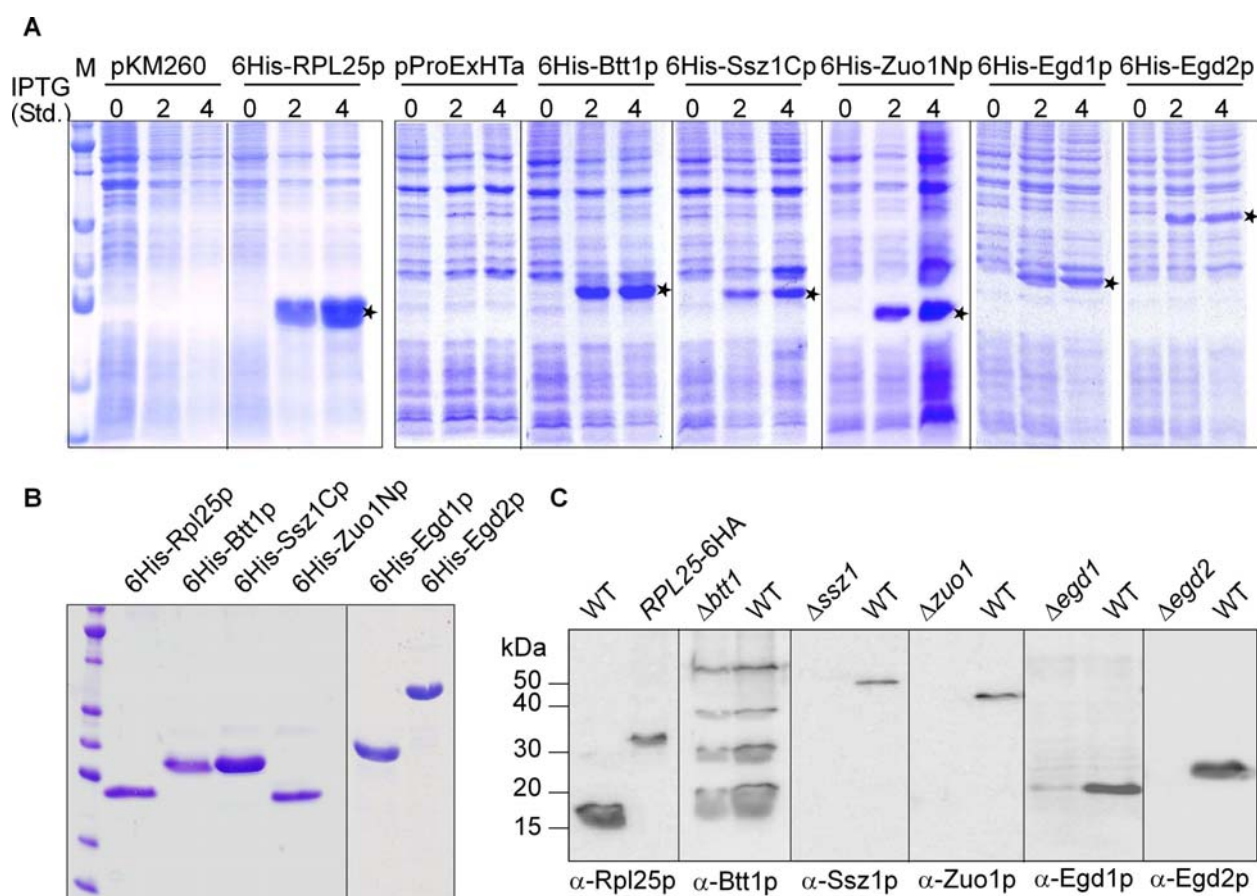 A
M pKM260 6His-RPL25p pProExHTa 6His-Btt1p 6His-Ssz1Cp 6His-Zuo1Np 6His-Egd1p 6His-Egd2p
IPTG
(Std.) 0 2 4 0 2 4 0 2 4 0 2 4 0 2 4 0 2 4 0 2 4 0 2 4
B
6His-Rpl25p 6His-Btt1p 6His-Ssz1Cp 6His-Zuo1Np 6His-Egd1p 6His-Egd2p
C
WT RPL25-6HA Δbtt1 WT Δssz1 WT Δzuo1 WT Δegd1 WT Δegd2 WT
kDa
50
40
30
20
15
α-Rpl25p α-Btt1p α-Ssz1p α-Zuo1p α-Egd1p α-Egd2p